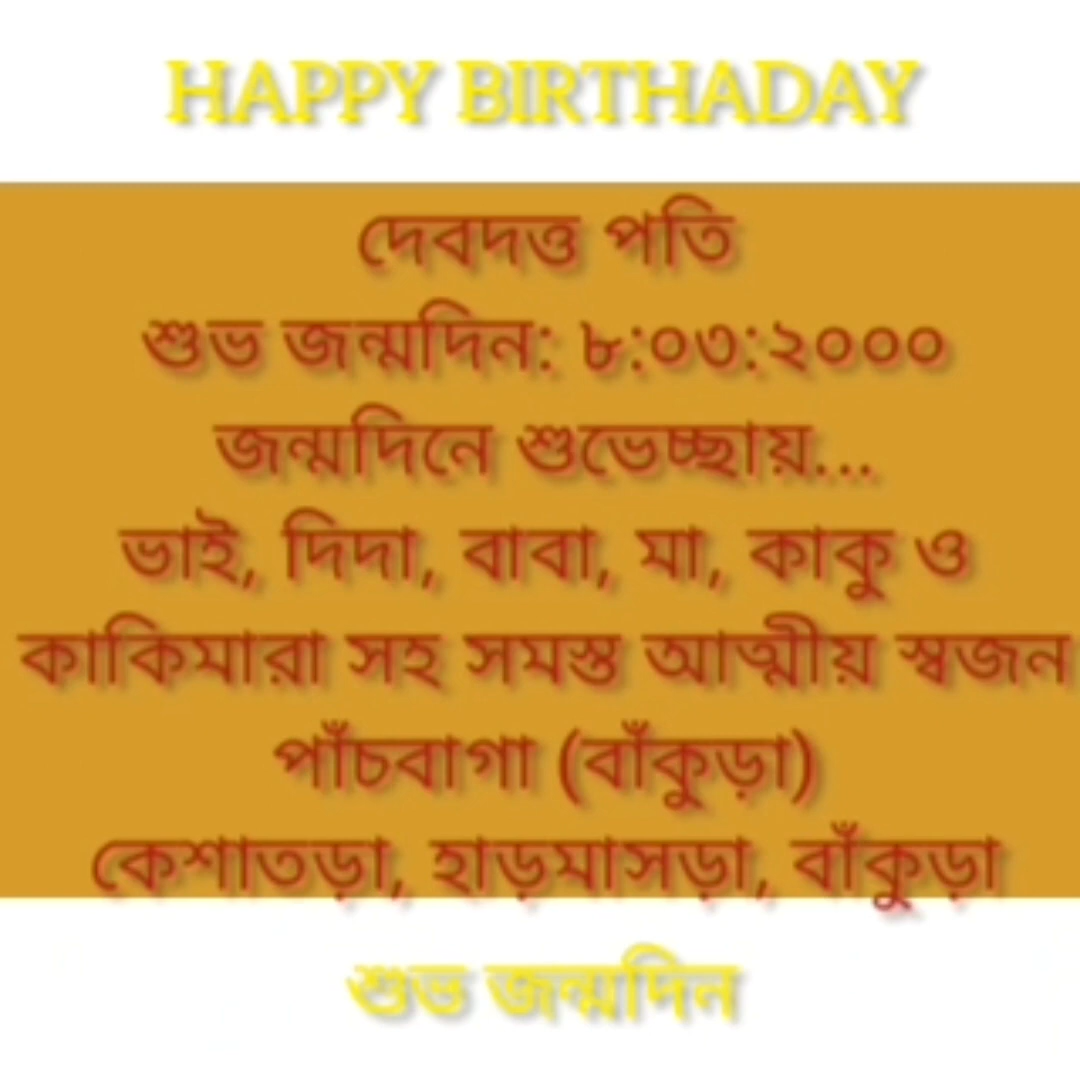 HAPPY BIRTHADAY
দেবদত্ত পতি
শুভ জন্মদিন: ৮:০৩:২০০০
জন্মদিনে শুভেচ্ছায়...
ভাই, দিদা, বাবা, মা, কাকু ও
কাকিমারা সহ সমস্ত আত্মীয় স্বজন
পাঁচবাগা (বাঁকুড়া)
কেশাতড়া, হাড়মাসড়া, বাঁকুড়া
শুভ জন্মদিন